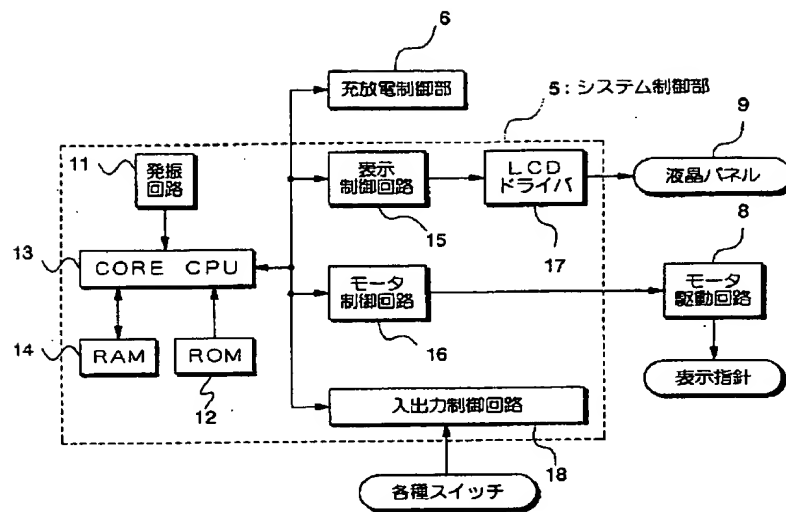 6
充放電制御部
5:システム制御部
9
11
発振
回路
表示
制御回路
LCD
ドライバ
液晶パネル
15
17
8
13
CORE CPU
モータ
制御回路
モータ
駆動回路
16
14
RAM
ROM
12
表示指針
入出力制御回路
18
各種スイッチ